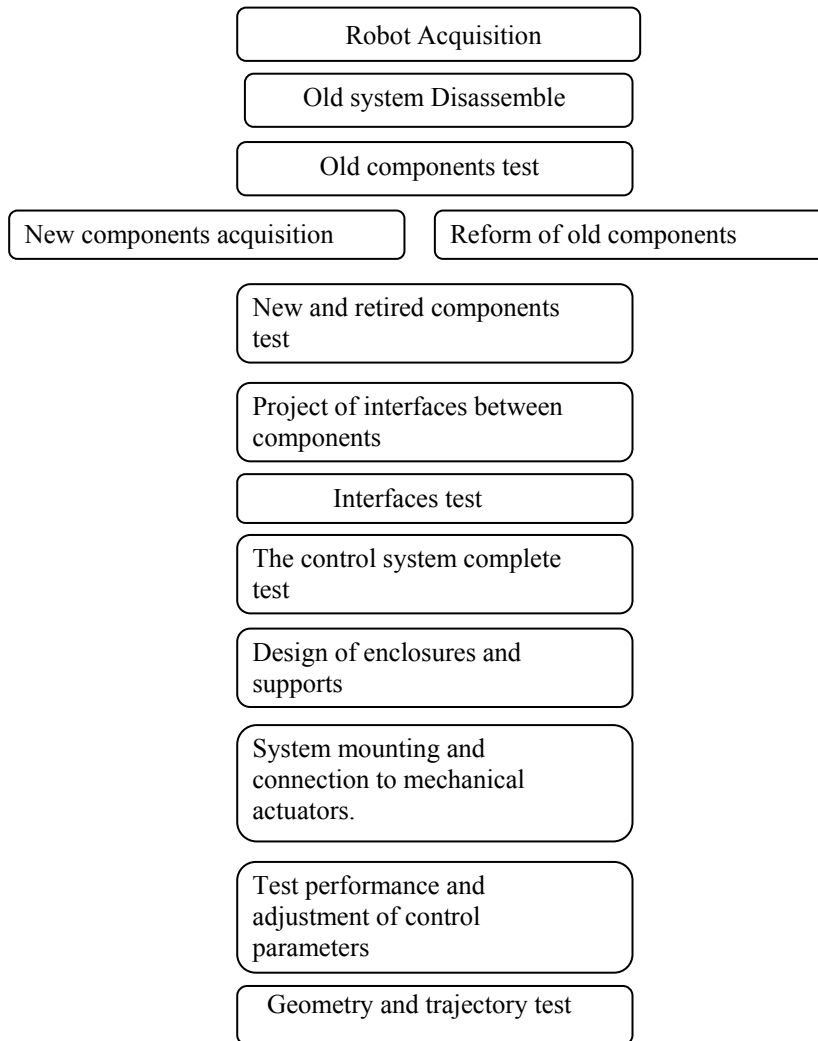 Robot Acquisition
Old system Disassemble
Old components test
New components acquisition
Reform of old components
New and retired components
test
Project of interfaces between
components
Interfaces test
The control system complete
test
Design of enclosures and
supports
System mounting and
connection to mechanical
actuators.
Test performance and
adjustment of control
parameters
Geometry and trajectory test